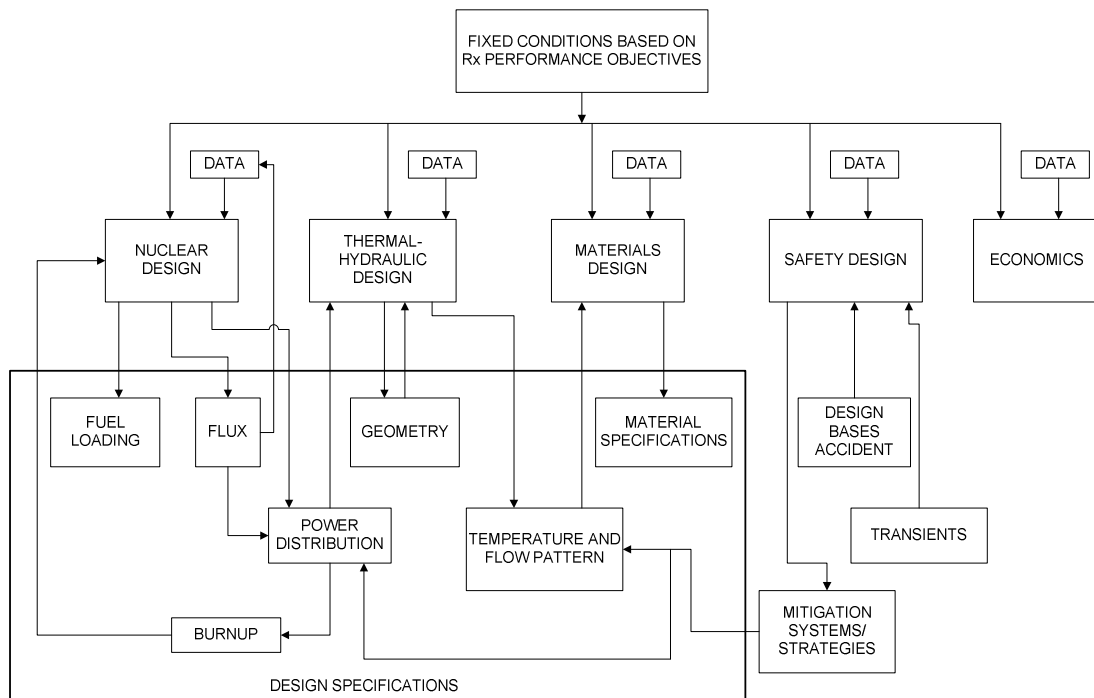 FIXED CONDITIONS BASED ON
Rx PERFORMANCE OBJECTIVES
DATA
DATA
DATA
DATA
DATA
NUCLEAR
DESIGN
THERMAL-
HYDRAULIC
DESIGN
MATERIALS
DESIGN
SAFETY DESIGN
ECONOMICS
FUEL
LOADING
FLUX
GEOMETRY
MATERIAL
SPECIFICATIONS
DESIGN
BASES
ACCIDENT
POWER
DISTRIBUTION
TEMPERATURE AND
FLOW PATTERN
TRANSIENTS
BURNUP
MITIGATION
SYSTEMS/
STRATEGIES
DESIGN SPECIFICATIONS